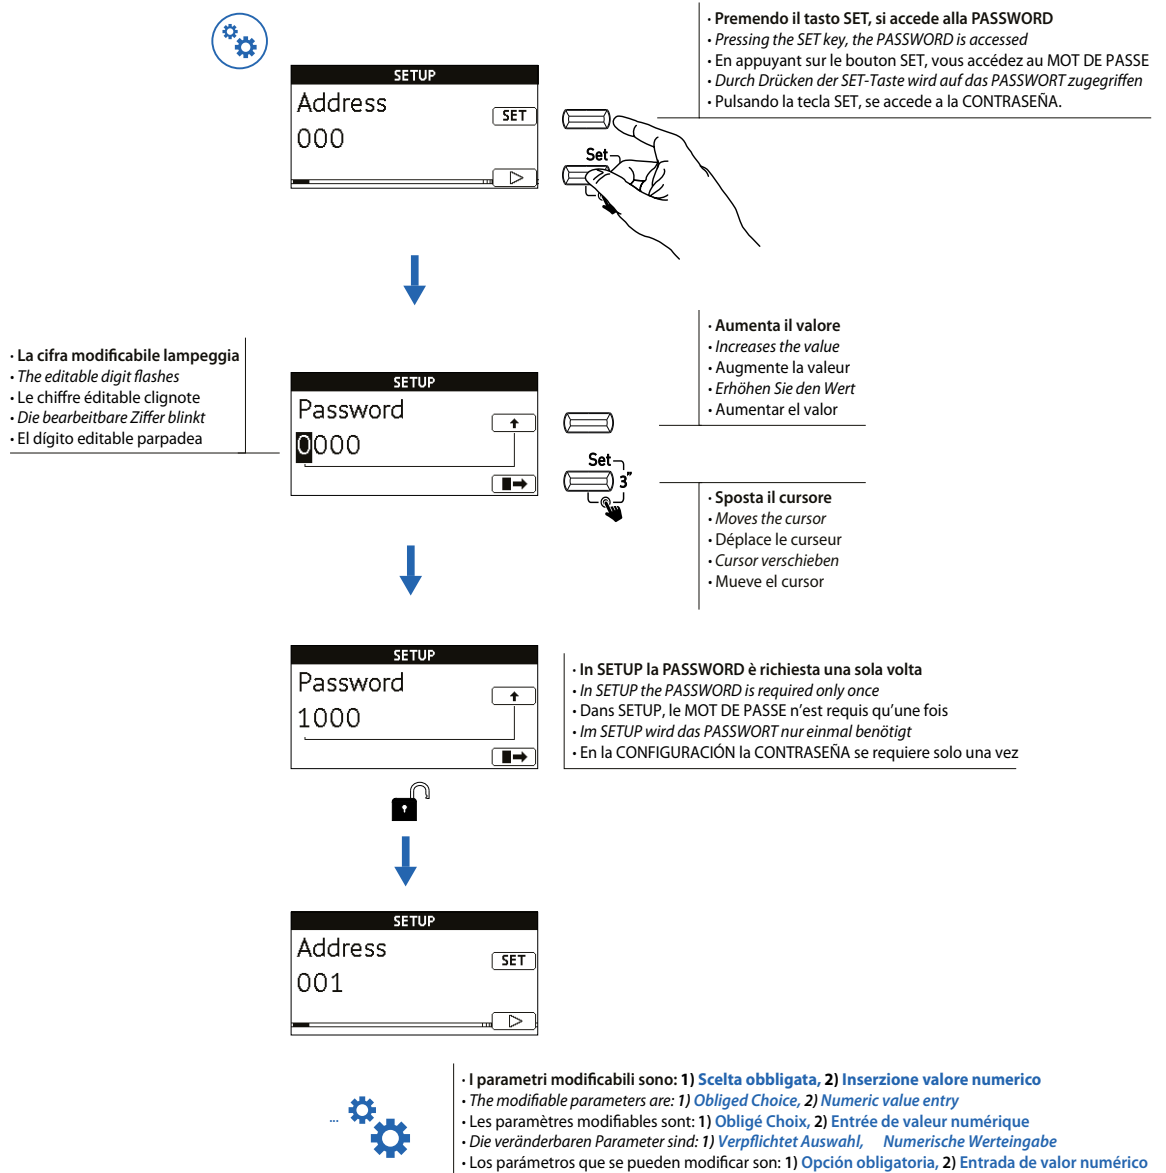 · Premendo il tasto SET, si accede alla PASSWORD
· Pressing the SET key, the PASSWORD is accessed
· En appuyant sur le bouton SET, vous accédez au MOT DE PASSE
· Durch Drücken der SET-Taste wird auf das PASSWORT zugegriffen
· Pulsando la tecla SET, se accede a la CONTRASEÑA.
SETUP
Address
SET
000
Set
· Aumenta il valore
· Increases the value
· Augmente la valeur
· Erhöhen Sie den Wert
· Aumentar el valor
· La cifra modificabile lampeggia
· The editable digit flashes
· Le chiffre éditable clignote
· Die bearbeitbare Ziffer blinkt
· El dígito editable parpadea
SETUP
Password
0000
Set
3"
· Sposta il cursore
· Moves the cursor
· Déplace le curseur
· Cursor verschieben
· Mueve el cursor
SETUP
Password
1000
· In SETUP la PASSWORD è richiesta una sola volta
· In SETUP the PASSWORD is required only once
· Dans SETUP, le MOT DE PASSE n'est requis qu'une fois
· Im SETUP wird das PASSWORT nur einmal benötigt
· En la CONFIGURACIÓN la CONTRASEÑA se requiere solo una vez
SETUP
Address
SET
001
...
· I parametri modificabili sono: 1) Scelta obbligata, 2) Inserzione valore numerico
· The modifiable parameters are: 1) Obliged Choice, 2) Numeric value entry
· Les paramètres modifiables sont: 1) Obligé Choix, 2) Entrée de valeur numérique
· Die veränderbaren Parameter sind: 1) Verpflichtet Auswahl, Numerische Werteingabe
· Los parámetros que se pueden modificar son: 1) Opción obligatoria, 2) Entrada de valor numérico